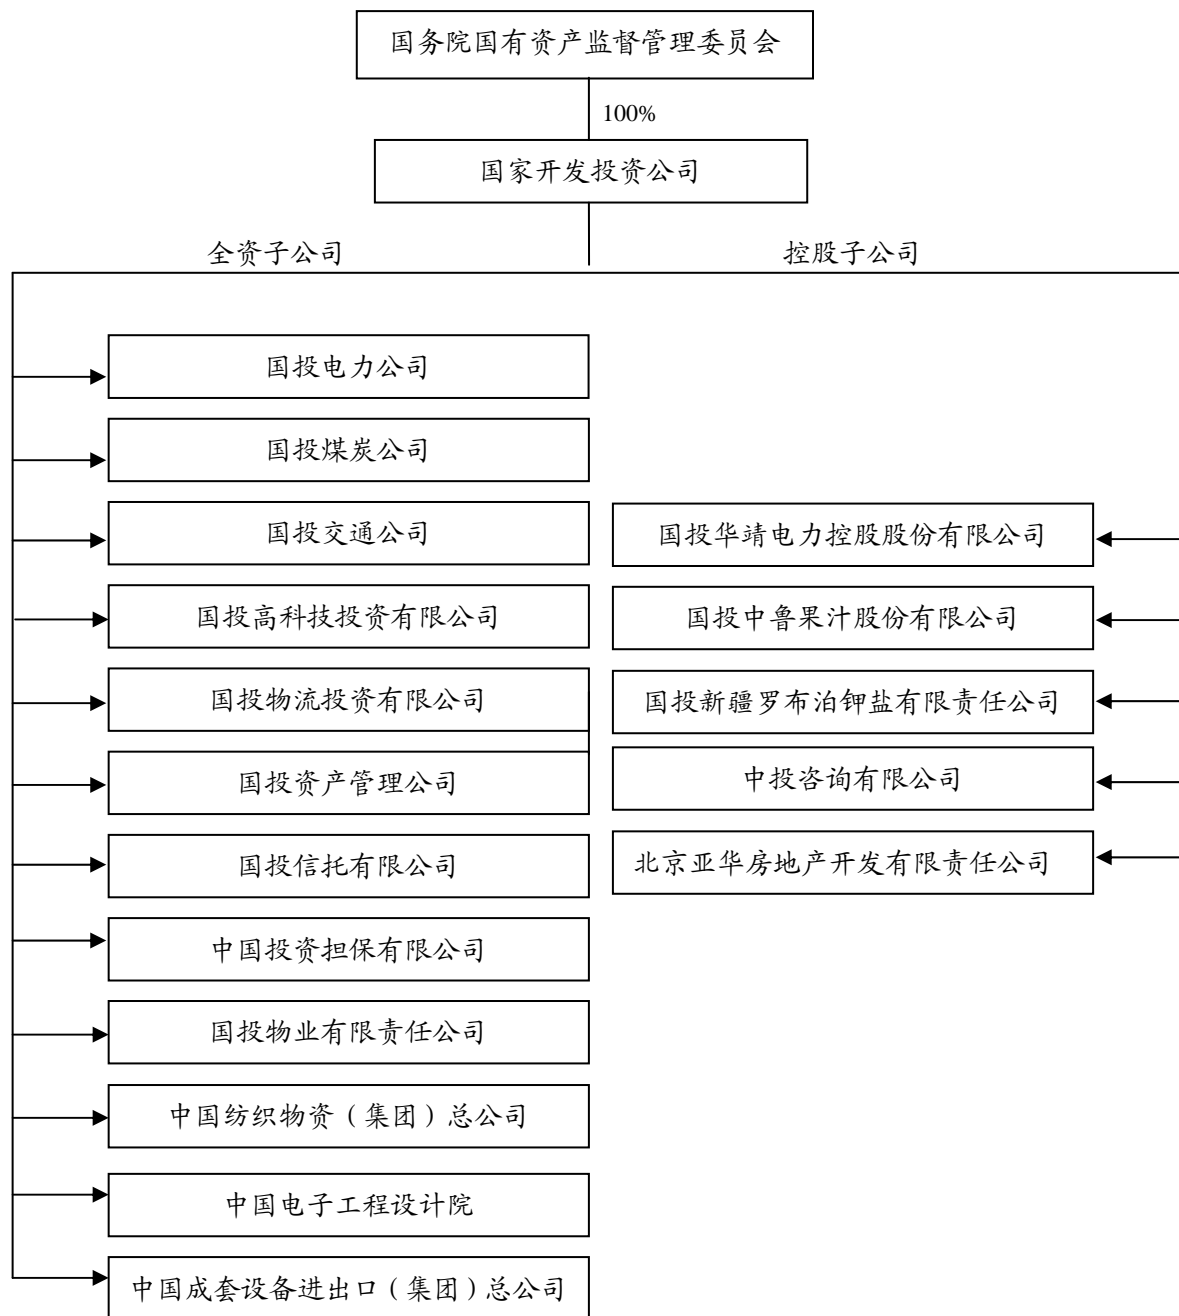 国务院国有资产监督管理委员会
100%
国家开发投资公司
全资子公司
控股子公司
国投电力公司
国投煤炭公司
国投交通公司
国投高科技投资有限公司
国投物流投资有限公司
国投资产管理公司
国投信托有限公司
中国投资担保有限公司
国投物业有限责任公司
中国纺织物资（集团）总公司
中国电子工程设计院
中国成套设备进出口（集团）总公司
国投华靖电力控股股份有限公司
国投中鲁果汁股份有限公司
国投新疆罗布泊钾盐有限责任公司
中投咨询有限公司
北京亚华房地产开发有限责任公司